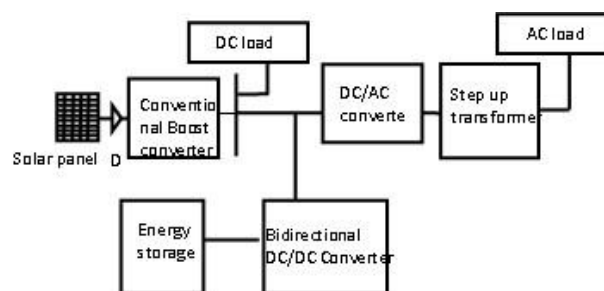 DC load
AC load
Conventio
nal Boost
converter
DC/AC
converte
Step up
transformer
Solar panel D
Energy
storage
Bidirectional
DC/DC Converter